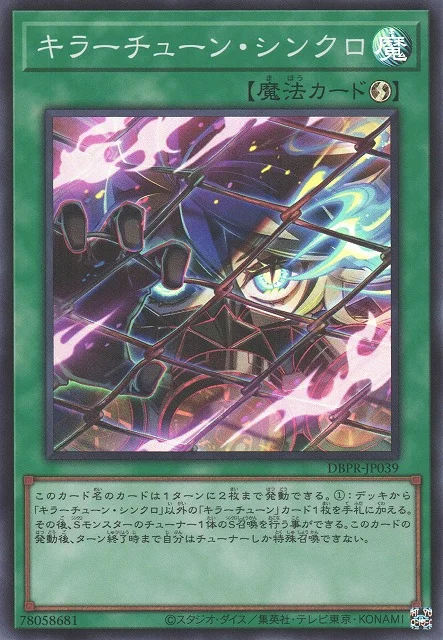 キラーチューン・シンクロ
魔
【魔法カード】
DBPR-JP039
このカード名のカードは1ターンに2枚まで発動できる。①：デッキから
「キラーチューン・シンクロ」以外の「キラーチューン」カード1枚を手札に加える。
その後、Sモンスターのチューナー1体のS召喚を行う事ができる。このカードの
発動後、ターン終了時まで自分はチューナーしか特殊召喚できない。
78058681
©スタジオ・ダイス／集英社・テレビ東京・KONAMI